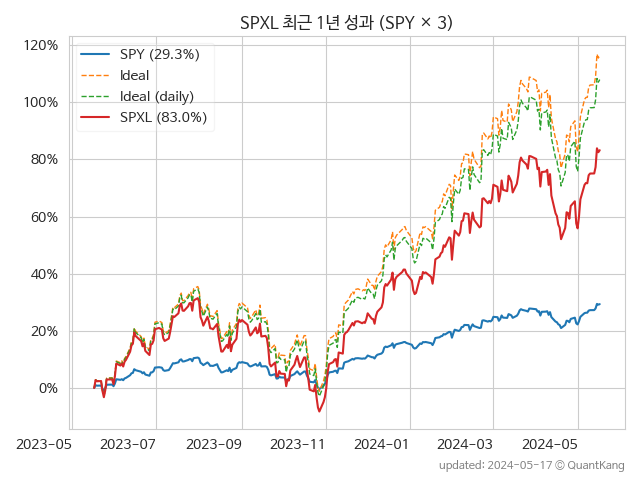 SPXL 최근 1년 성과 (SPY × 3)
120%
100%
80%
60%
40%
20%
0%
SPY (29.3%)
Ideal
Ideal (daily)
SPXL (83.0%)
2023-05 2023-07 2023-09 2023-11 2024-01 2024-03 2024-05
updated: 2024-05-17 © QuantKang